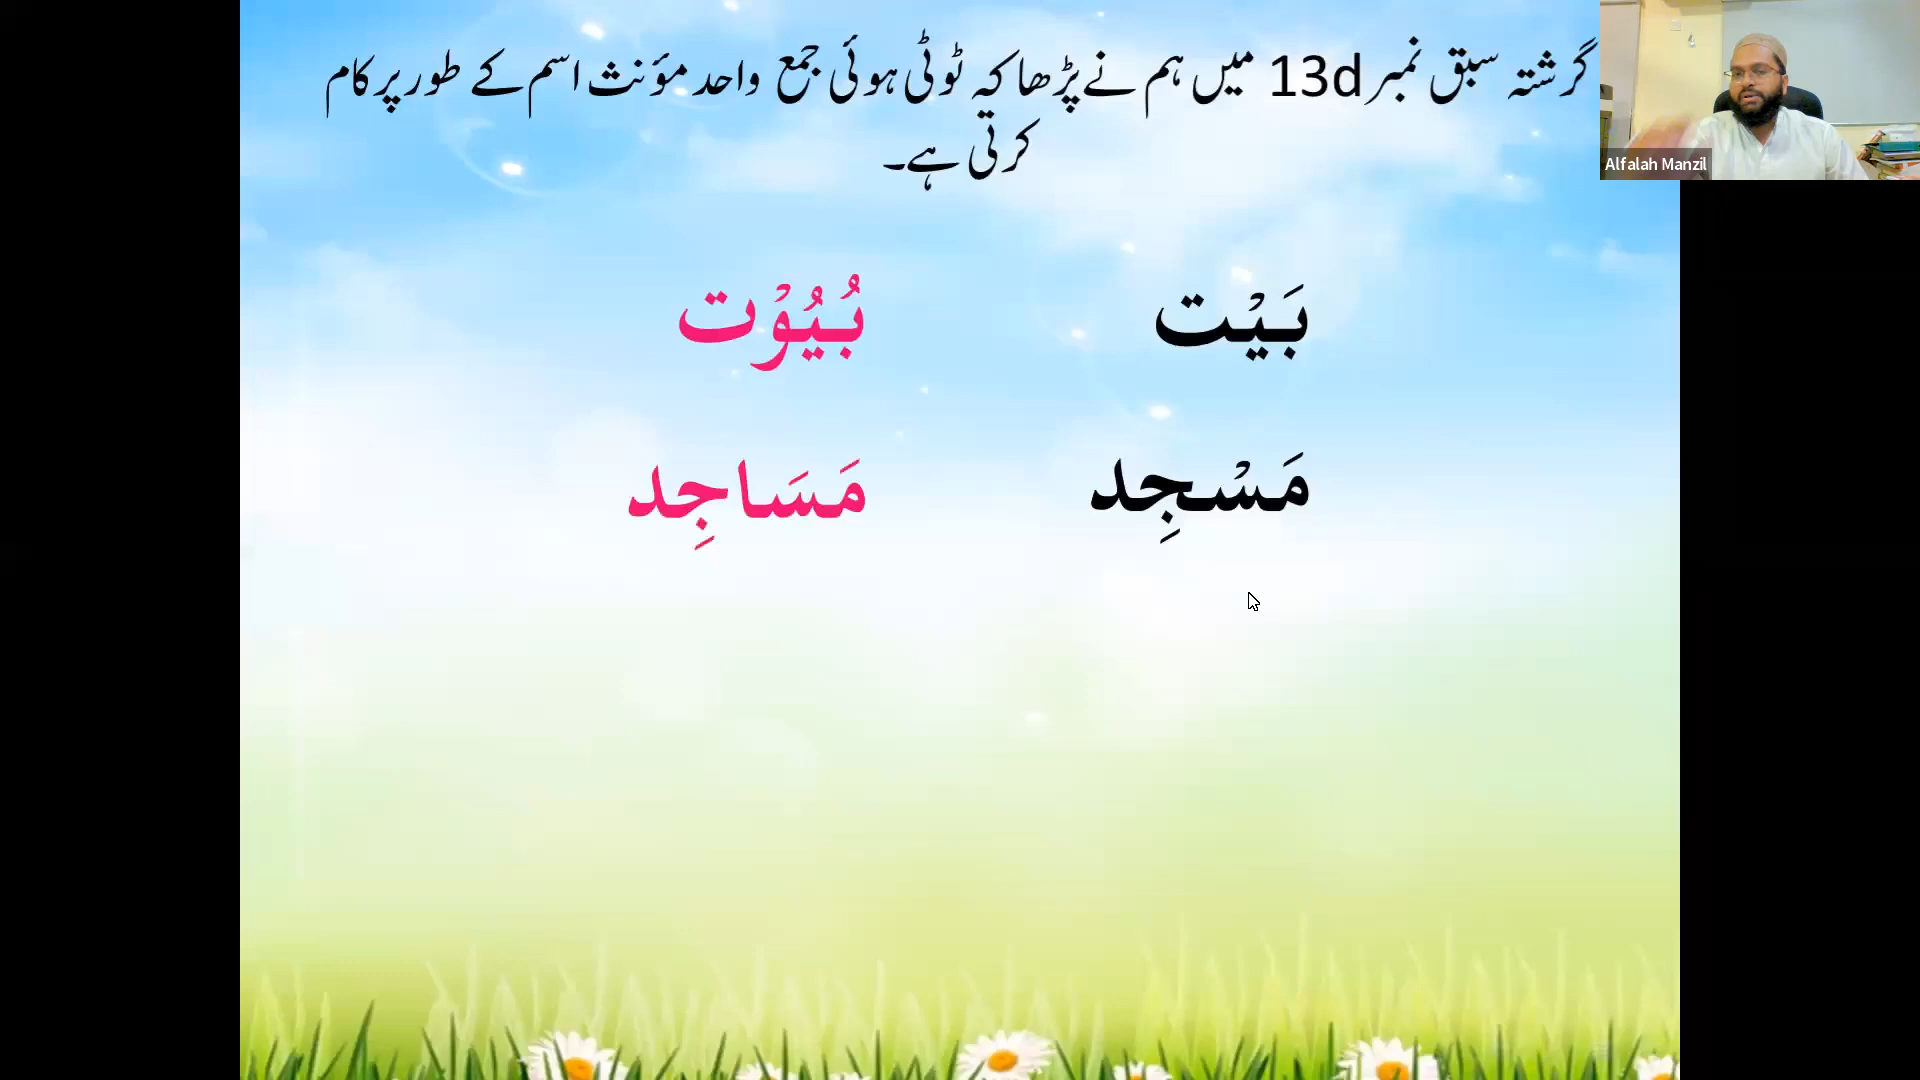 گزشتہ سبق نمبر 13d میں ہم نے پڑھا کہ ٹوٹی ہوئی جمع واحد مؤنث اسم کے طور پر کام
کرتی ہے۔
بَيْت بُيُوْت
مَسْجِد مَسَاجِد
Alfalah Manzil